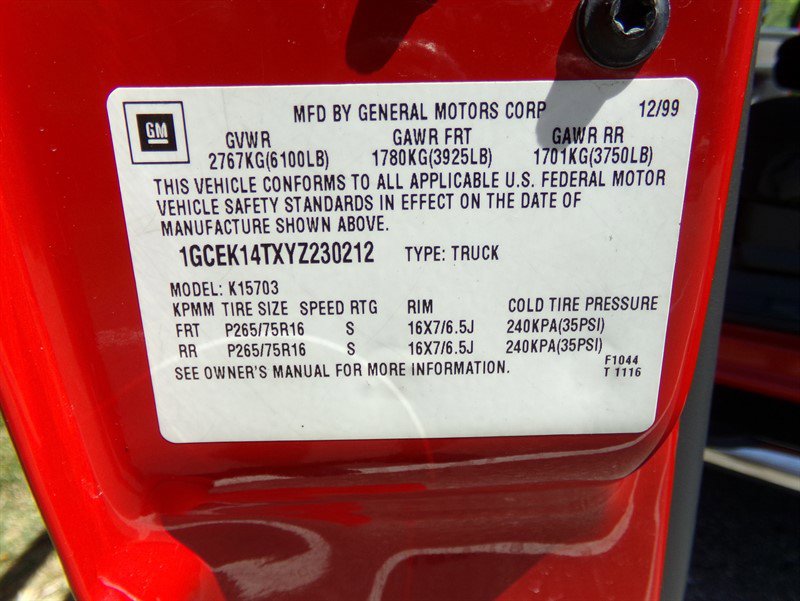 GM MFD BY GENERAL MOTORS CORP 12/99
GVWR GAWR FRT GAWR RR
2767KG(6100LB) 1780KG(3925LB) 1701KG(3750LB)
THIS VEHICLE CONFORMS TO ALL APPLICABLE U.S. FEDERAL MOTOR
VEHICLE SAFETY STANDARDS IN EFFECT ON THE DATE OF
MANUFACTURE SHOWN ABOVE.
1GCEK14TXYZ230212 TYPE: TRUCK
MODEL: K15703
KPMM TIRE SIZE SPEED RTG RIM COLD TIRE PRESSURE
FRT P265/75R16 S 16X7/6.5J 240KPA(35PSI)
RR P265/75R16 S 16X7/6.5J 240KPA(35PSI)
SEE OWNER'S MANUAL FOR MORE INFORMATION. F1044
T 1116